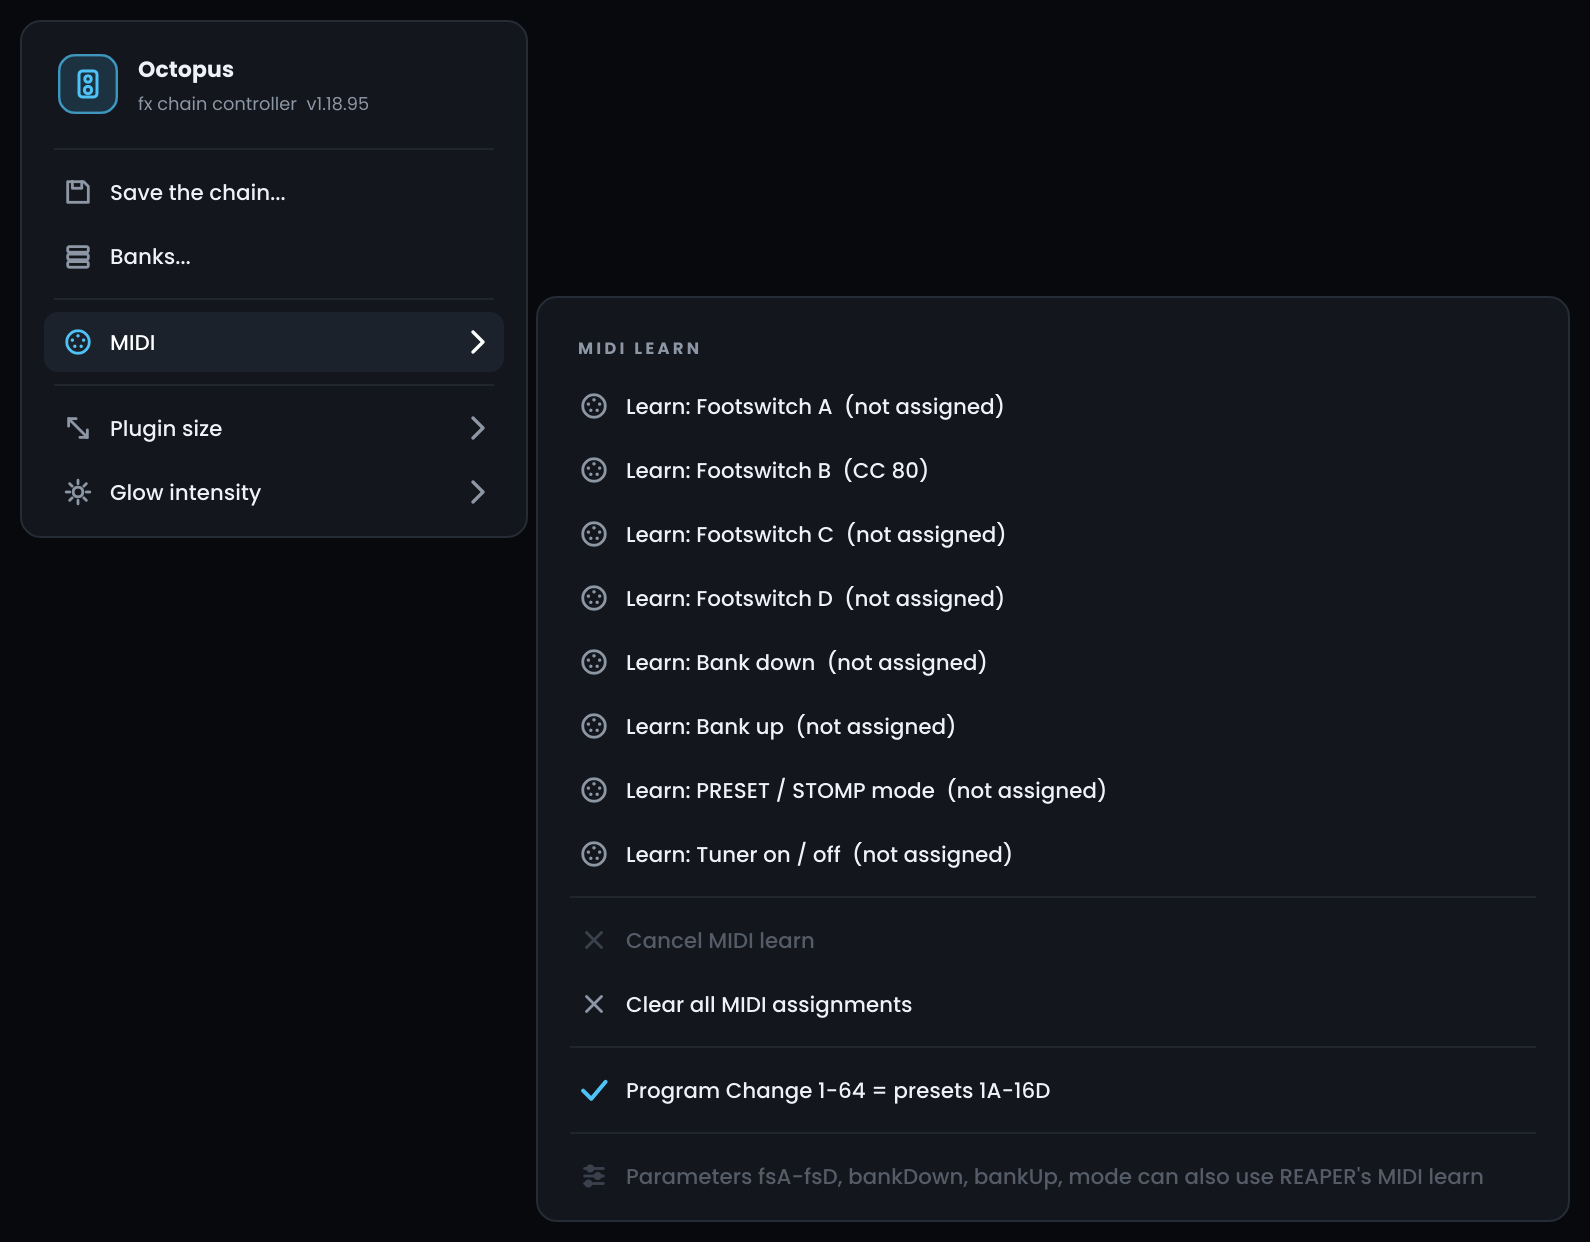 Octopus
fx chain controller v1.18.95
Save the chain...
Banks...
MIDI
Plugin size
Glow intensity
MIDI LEARN
Learn: Footswitch A (not assigned)
Learn: Footswitch B (CC 80)
Learn: Footswitch C (not assigned)
Learn: Footswitch D (not assigned)
Learn: Bank down (not assigned)
Learn: Bank up (not assigned)
Learn: PRESET / STOMP mode (not assigned)
Learn: Tuner on / off (not assigned)
Cancel MIDI learn
Clear all MIDI assignments
Program Change 1-64 = presets 1A-16D
Parameters fsA-fsD, bankDown, bankUp, mode can also use REAPER's MIDI learn